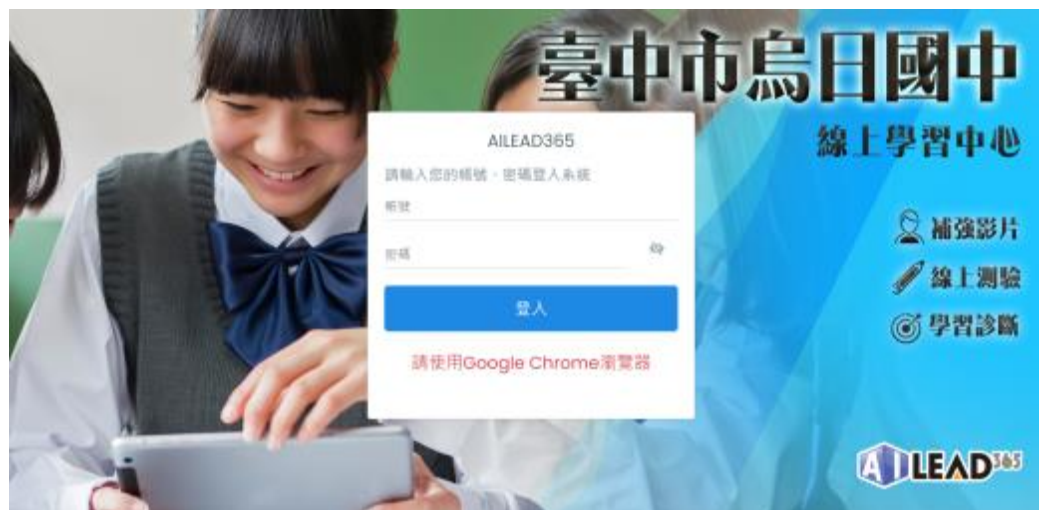 臺中市烏日國中
線上學習中心
AILEAD365
請輸入您的帳號、密碼登入系統
帳號
密碼
登入
請使用Google Chrome瀏覽器
補強影片
線上測驗
學習診斷
AILEAD365